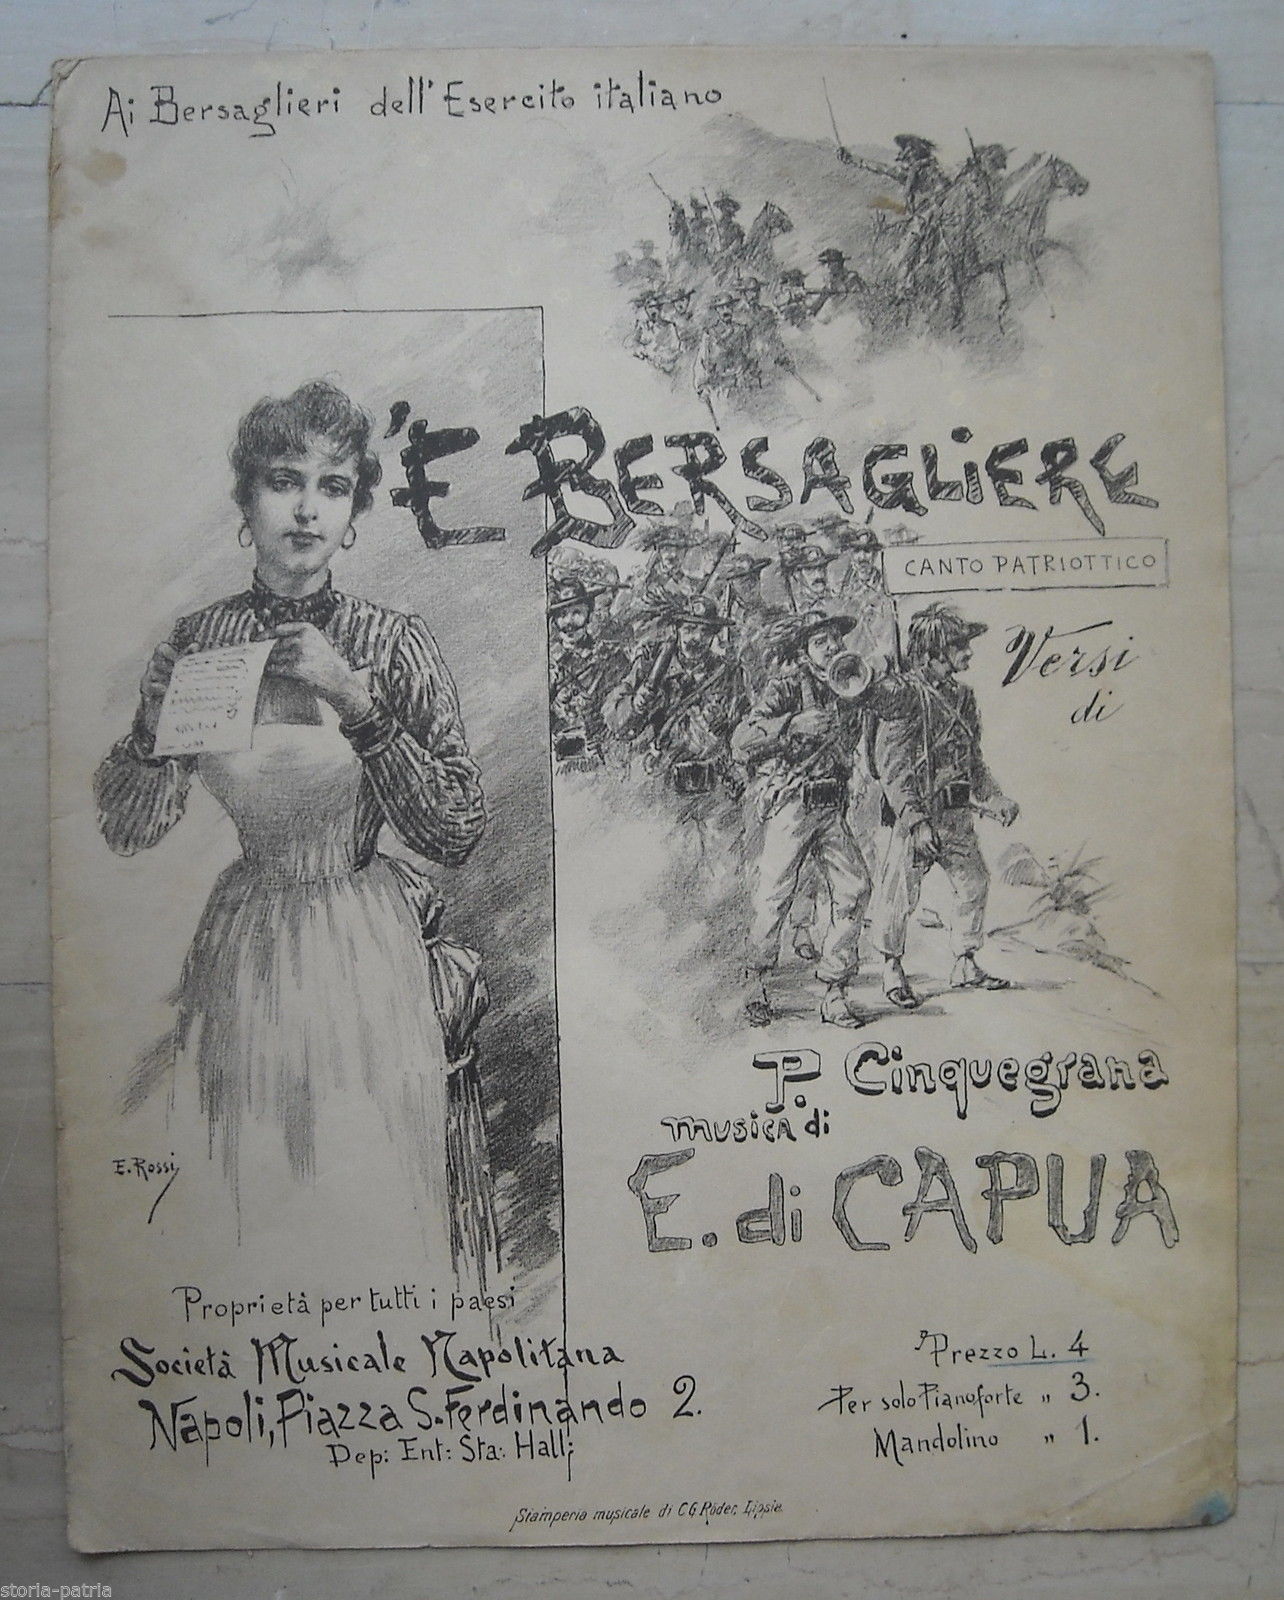 Ai Bersaglieri dell'Esercito italiano
'E BERSAGLIERE
CANTO PATRIOTTICO
Versi
di
P. Cinquegrana
musica di
E. di CAPUA
E. Rossi
Proprietà per tutti i paesi
Società Musicale Napolitana
Napoli, Piazza S. Ferdinando 2.
Dep: Ent: Sta: Hall;
Prezzo L. 4
Per solo Pianoforte „ 3.
Mandolino „ 1.
Stamperia musicale di C.G. Röder, Lipsia.
storia-patria